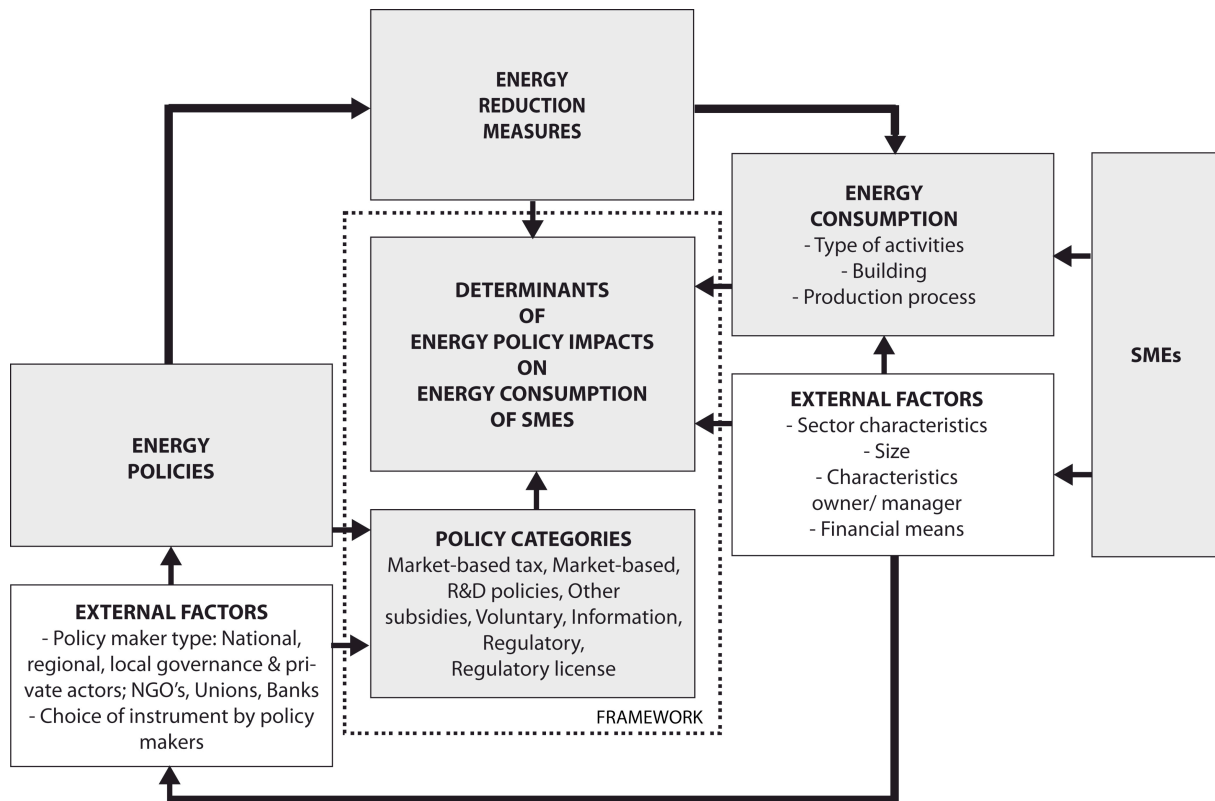 ENERGY
REDUCTION
MEASURES
ENERGY
CONSUMPTION
- Type of activities
- Building
- Production process
SMEs
DETERMINANTS
OF
ENERGY POLICY IMPACTS
ON
ENERGY CONSUMPTION
OF SMES
EXTERNAL FACTORS
- Sector characteristics
- Size
- Characteristics
owner/ manager
- Financial means
ENERGY
POLICIES
POLICY CATEGORIES
Market-based tax, Market-based,
R&D policies, Other
subsidies, Voluntary, Information,
Regulatory,
Regulatory license
EXTERNAL FACTORS
- Policy maker type: National,
regional, local governance & pri-
vate actors; NGO's, Unions, Banks
- Choice of instrument by policy
makers
FRAMEWORK